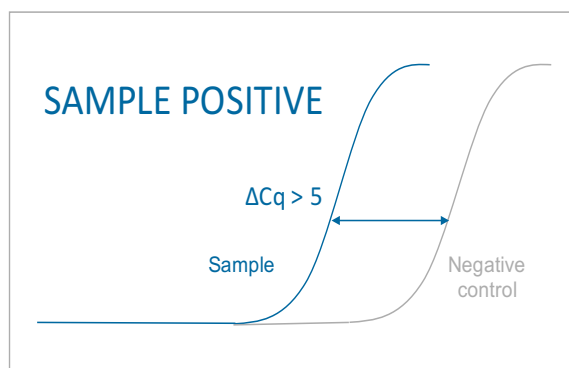 SAMPLE POSITIVE
ΔCq > 5
Sample
Negative
control